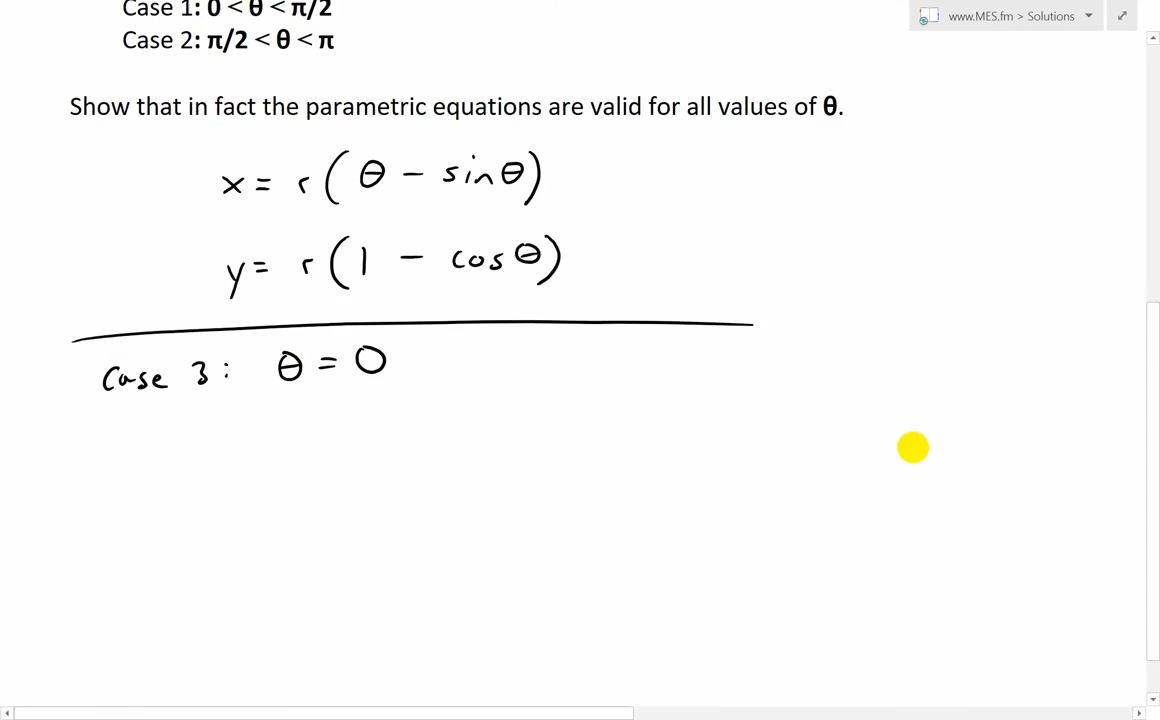 Case 1: 0 < θ < π/2
www.MES.fm > Solutions
Case 2: π/2 < θ < π
Show that in fact the parametric equations are valid for all values of θ.
x = r(θ - sinθ)
y = r(1 - cosθ)
Case 3: θ = 0